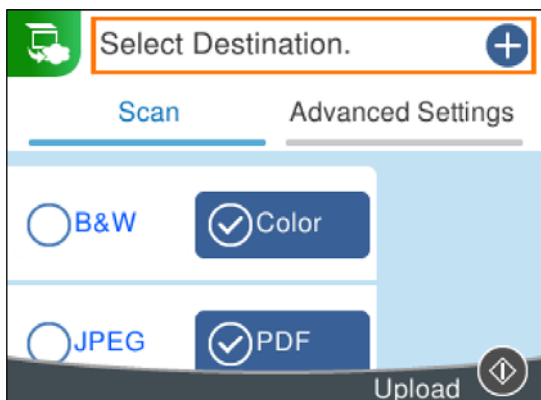 Select Destination.
Scan Advanced Settings
B&W Color
JPEG PDF
Upload